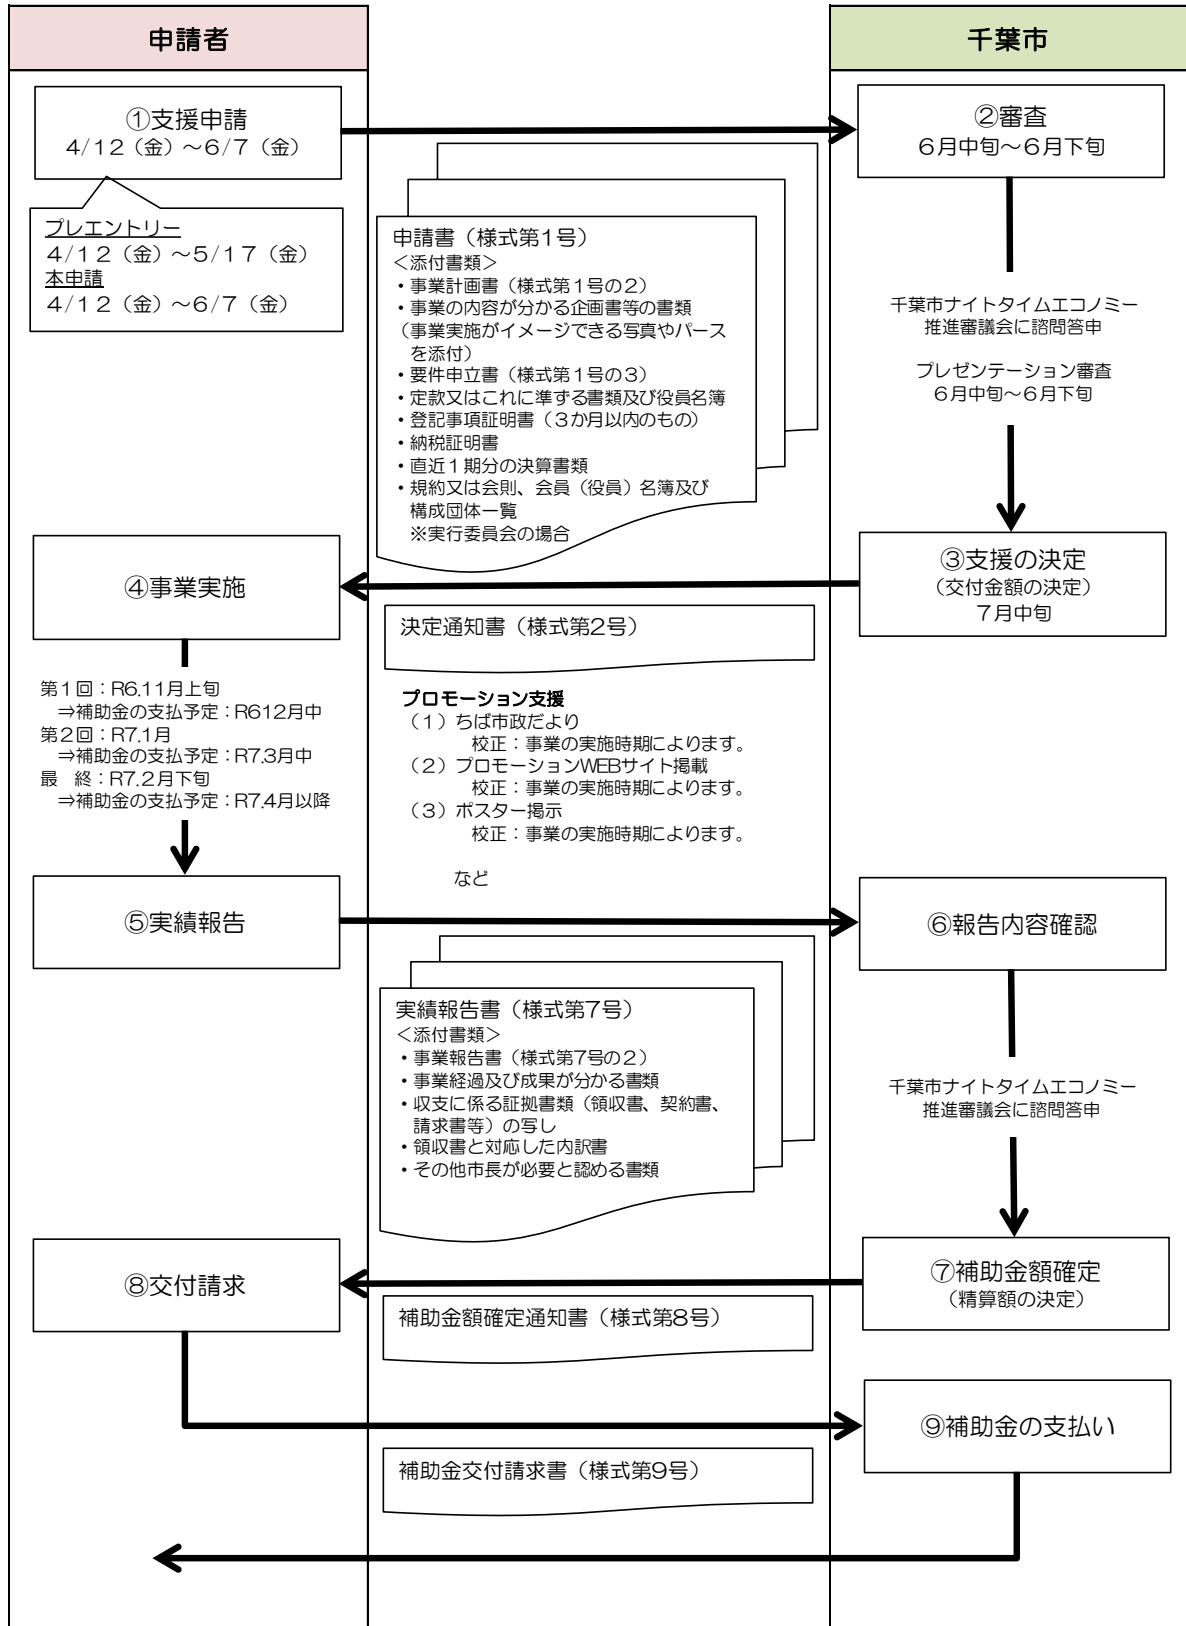 申請者
千葉市
①支援申請
4/12（金）～6/7（金）
②審査
6月中旬～6月下旬
プレエントリー
4/12（金）～5/17（金）
本申請
4/12（金）～6/7（金）
申請書（様式第1号）
＜添付書類＞
・事業計画書（様式第1号の2）
・事業の内容が分かる企画書等の書類
（事業実施がイメージできる写真やパース
を添付）
・要件申立書（様式第1号の3）
・定款又はこれに準ずる書類及び役員名簿
・登記事項証明書（3か月以内のもの）
・納税証明書
・直近1期分の決算書類
・規約又は会則、会員（役員）名簿及び
構成団体一覧
※実行委員会の場合
千葉市ナイトタイムエコノミー
推進審議会に諮問答申
プレゼンテーション審査
6月中旬～6月下旬
③支援の決定
（交付金額の決定）
7月中旬
④事業実施
決定通知書（様式第2号）
第1回：R6.11月上旬
⇒補助金の支払予定：R612月中
第2回：R7.1月
⇒補助金の支払予定：R7.3月中
最　終：R7.2月下旬
⇒補助金の支払予定：R7.4月以降
プロモーション支援
（1）ちば市政だより
校正：事業の実施時期によります。
（2）プロモーションWEBサイト掲載
校正：事業の実施時期によります。
（3）ポスター掲示
校正：事業の実施時期によります。
など
⑤実績報告
⑥報告内容確認
実績報告書（様式第7号）
＜添付書類＞
・事業報告書（様式第7号の2）
・事業経過及び成果が分かる書類
・収支に係る証拠書類（領収書、契約書、
請求書等）の写し
・領収書と対応した内訳書
・その他市長が必要と認める書類
千葉市ナイトタイムエコノミー
推進審議会に諮問答申
⑦補助金額確定
（精算額の決定）
⑧交付請求
補助金額確定通知書（様式第8号）
⑨補助金の支払い
補助金交付請求書（様式第9号）